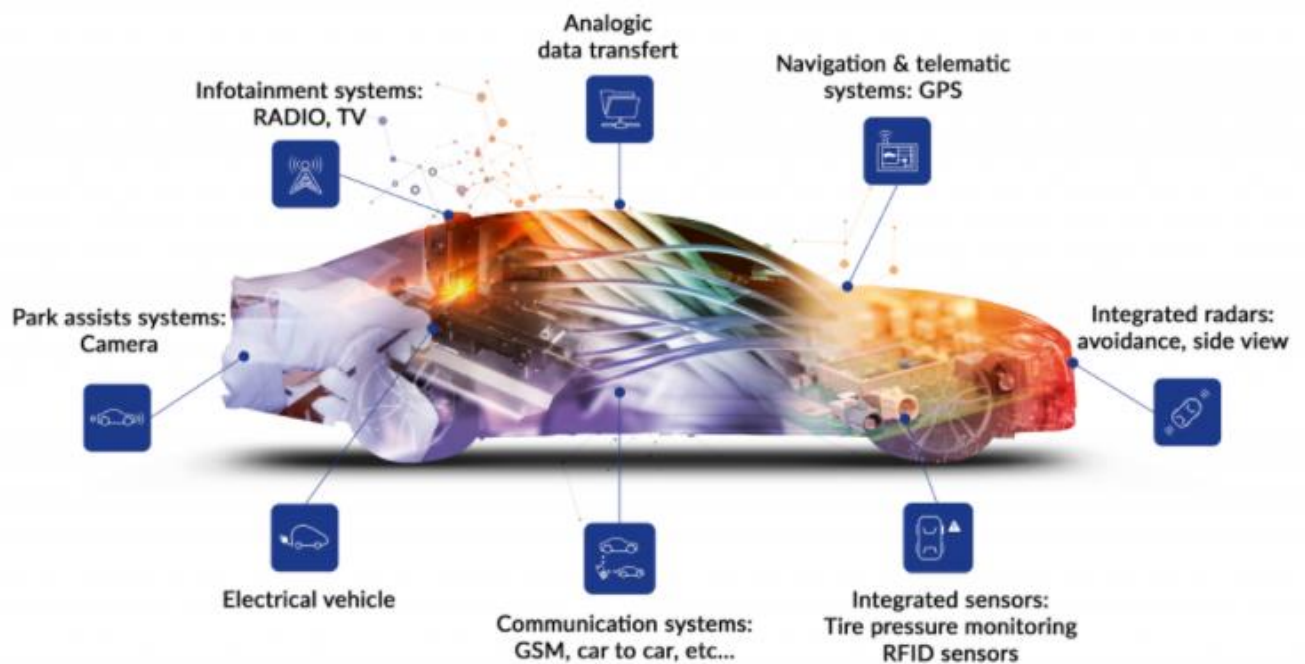 Analogic
data transfert
Navigation & telematic
systems: GPS
Infotainment systems:
RADIO, TV
Park assists systems:
Camera
Integrated radars:
avoidance, side view
Electrical vehicle
Communication systems:
GSM, car to car, etc...
Integrated sensors:
Tire pressure monitoring
RFID sensors